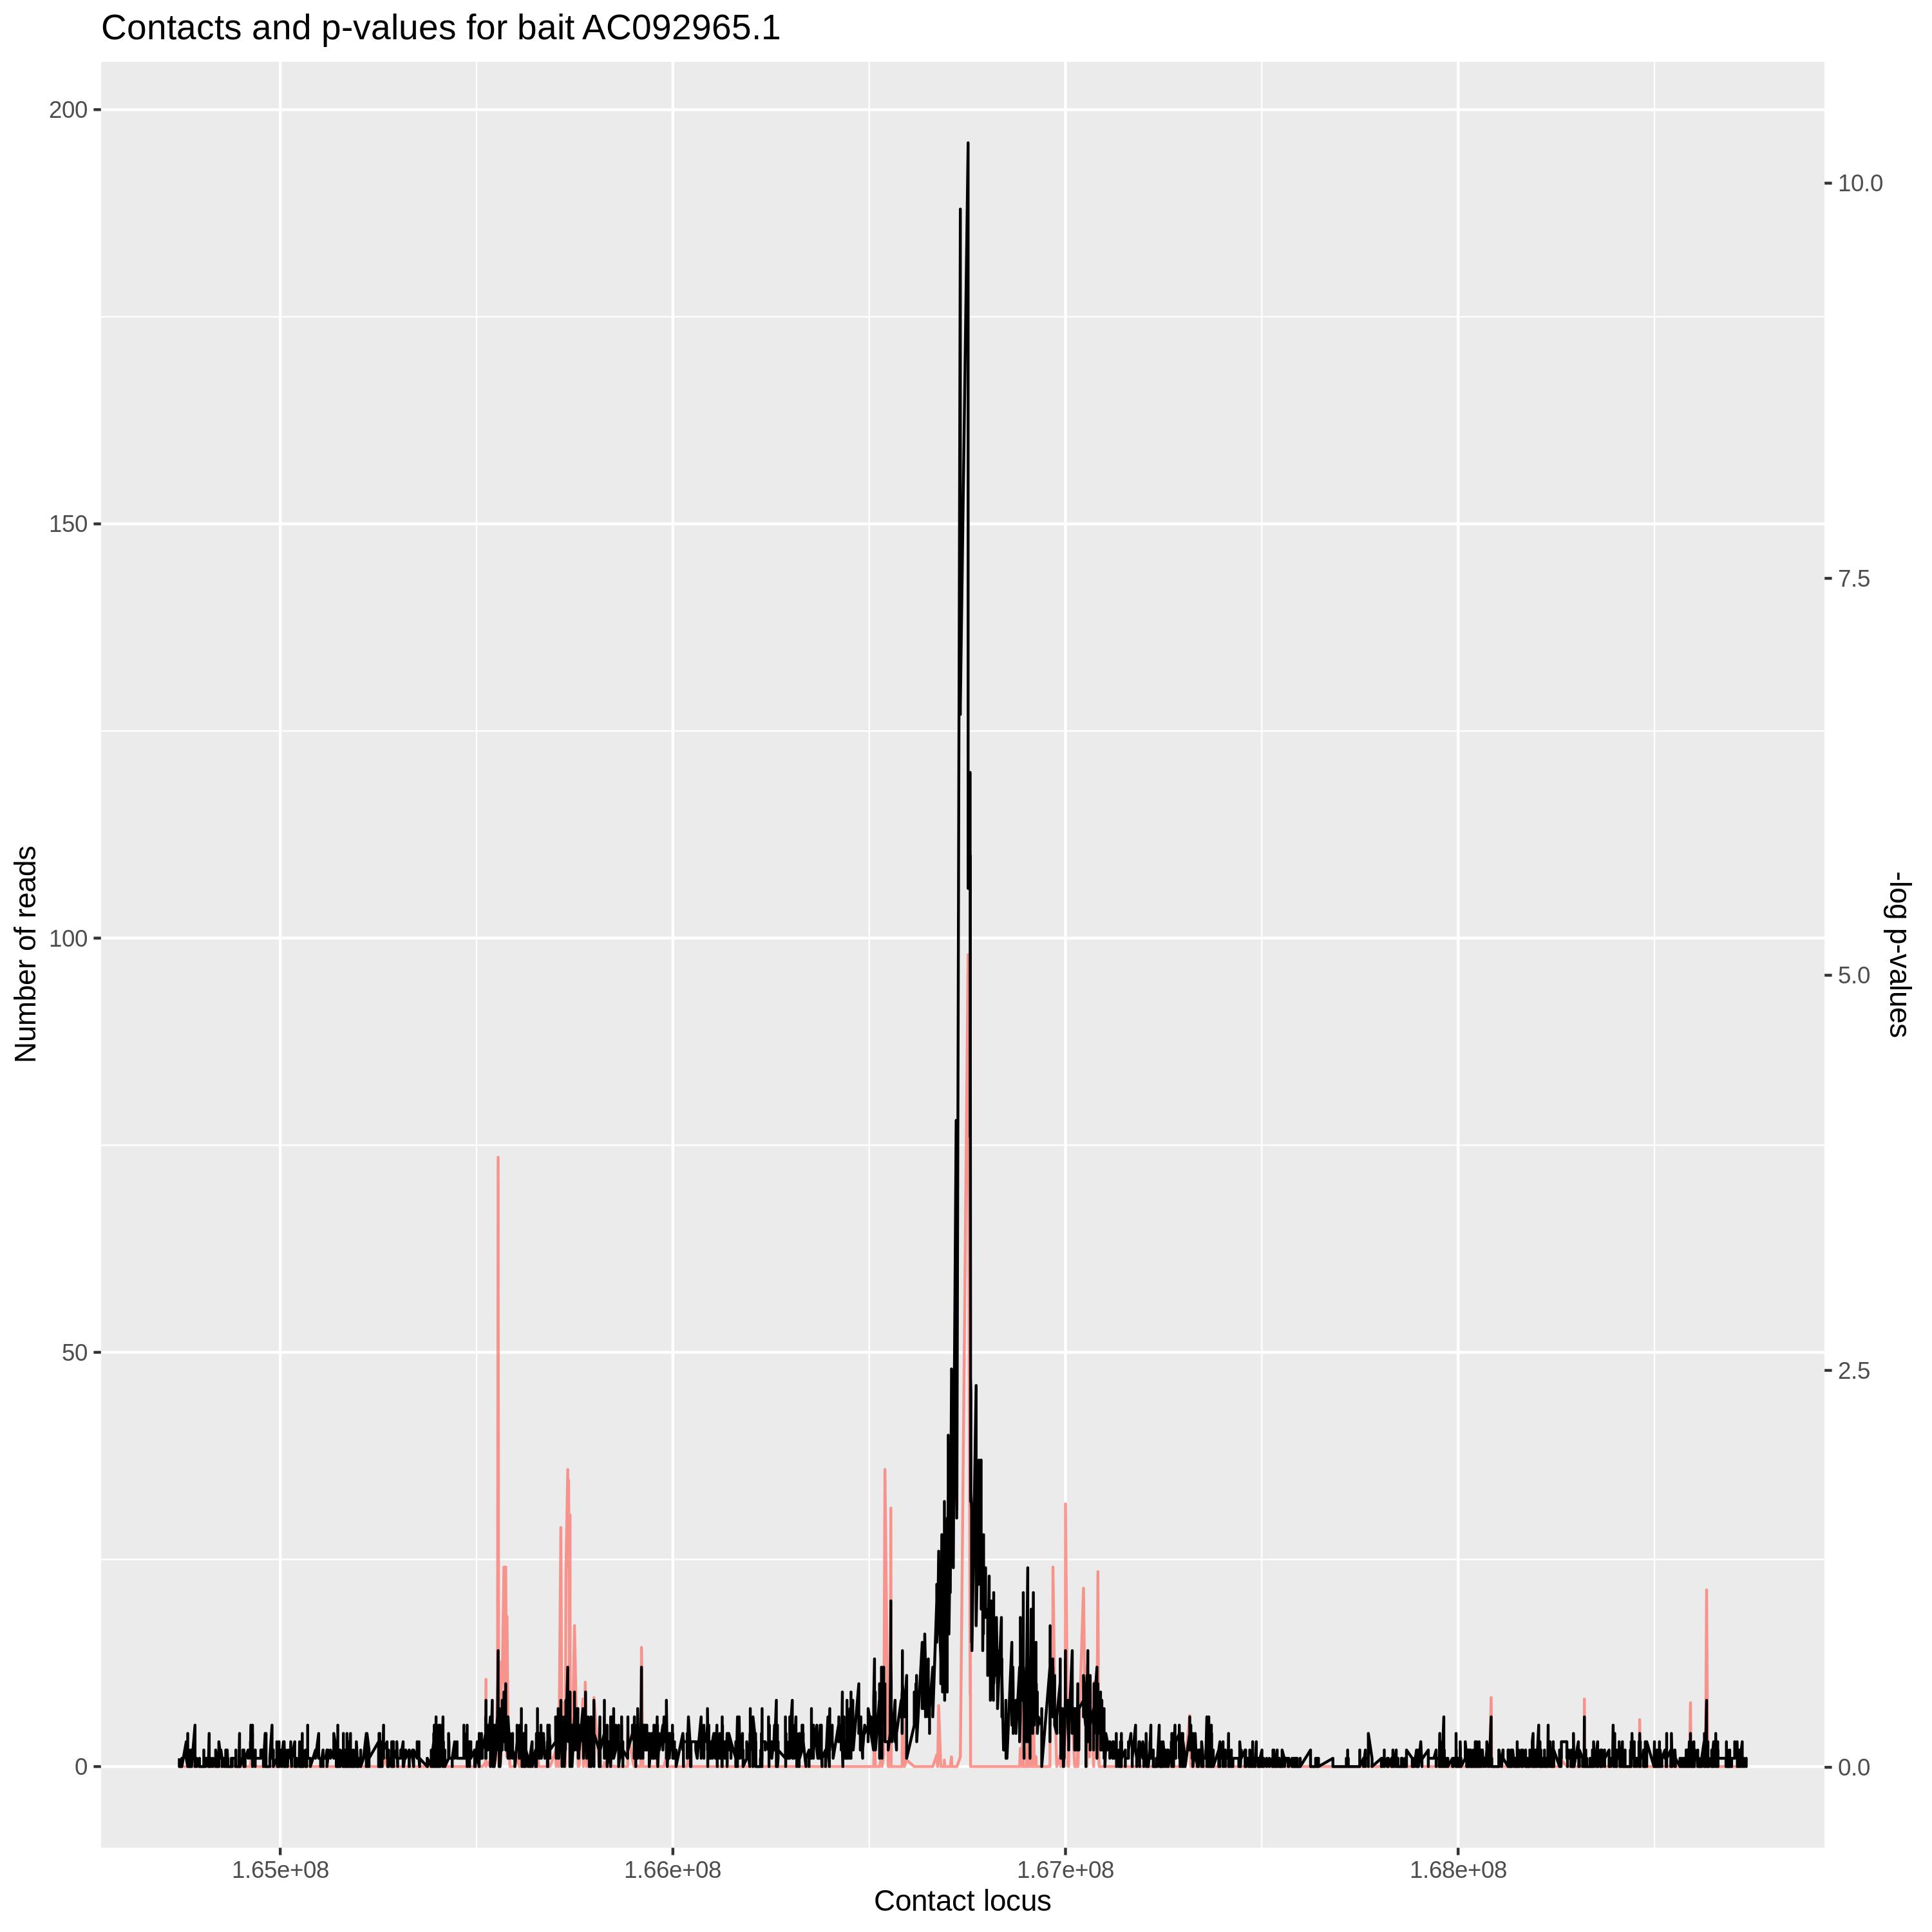 Contacts and p-values for bait AC092965.1
200
150
100
50
0
Number of reads
10.0
7.5
5.0
2.5
0.0
-log p-values
1.65e+08
1.66e+08
1.67e+08
1.68e+08
Contact locus